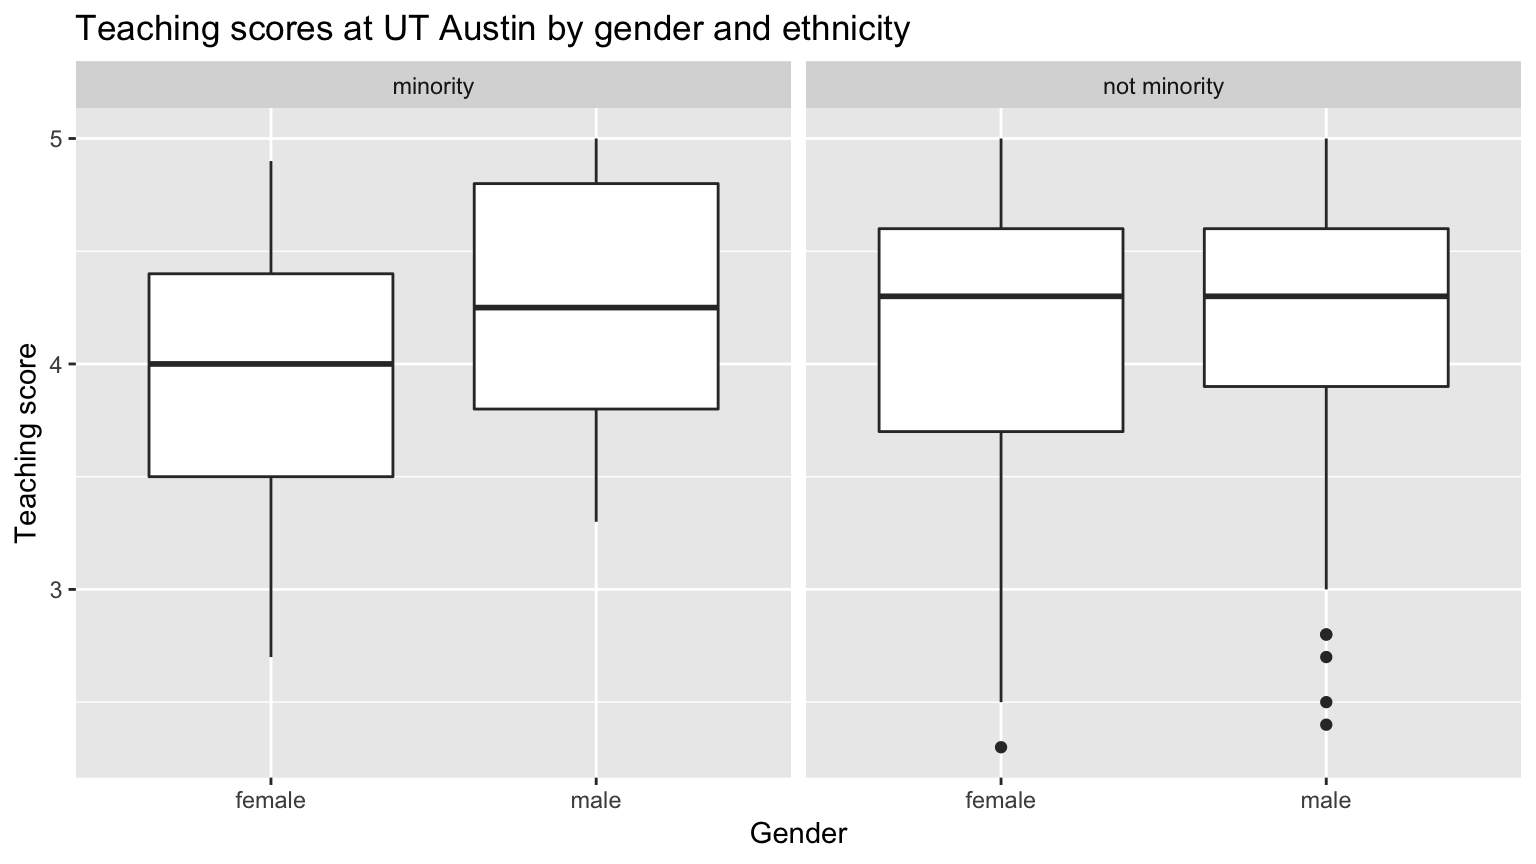 Teaching scores at UT Austin by gender and ethnicity
minority
not minority
Teaching score
5
4
3
female
male
female
male
Gender